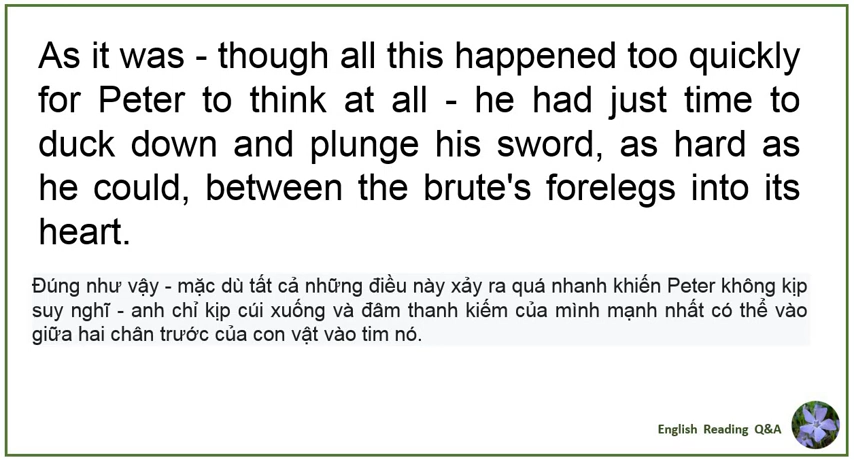 As it was - though all this happened too quickly
for Peter to think at all - he had just time to
duck down and plunge his sword, as hard as
he could, between the brute's forelegs into its
heart.
Đúng như vậy - mặc dù tất cả những điều này xảy ra quá nhanh khiến Peter không kịp
suy nghĩ - anh chỉ kịp cúi xuống và đâm thanh kiếm của mình mạnh nhất có thể vào
giữa hai chân trước của con vật vào tim nó.
English Reading Q&A